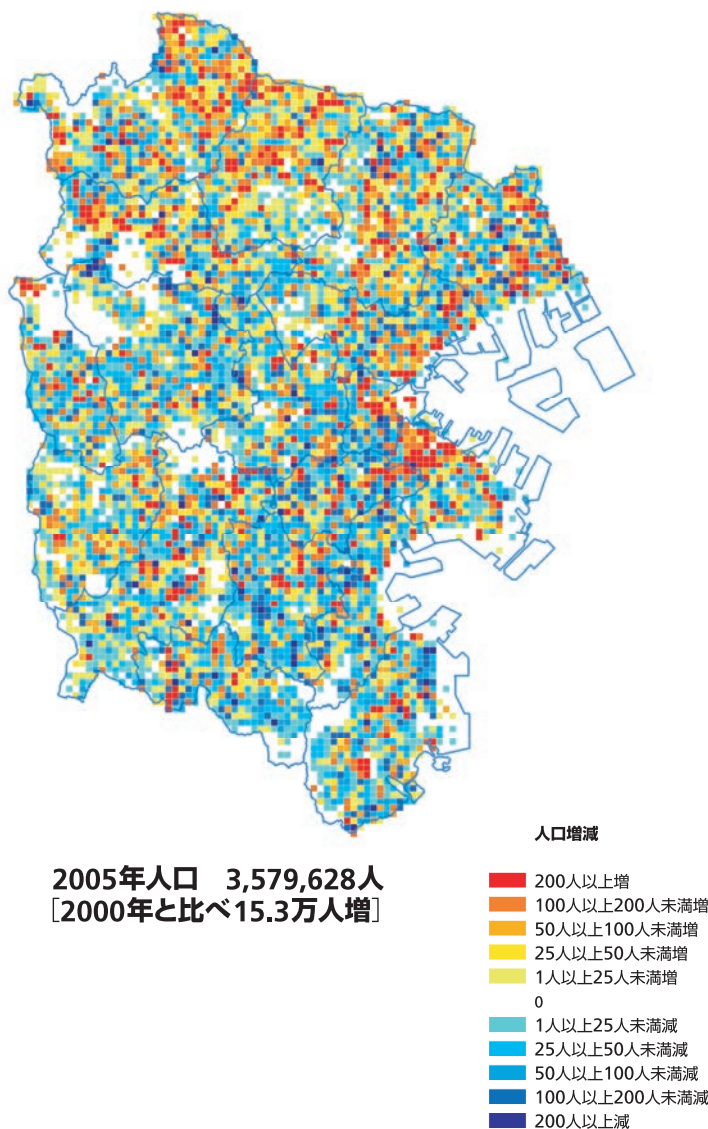 2005年人口　3,579,628人
[2000年と比べ15.3万人増]
人口増減
200人以上増
100人以上200人未満増
50人以上100人未満増
25人以上50人未満増
1人以上25人未満増
0
1人以上25人未満減
25人以上50人未満減
50人以上100人未満減
100人以上200人未満減
200人以上減